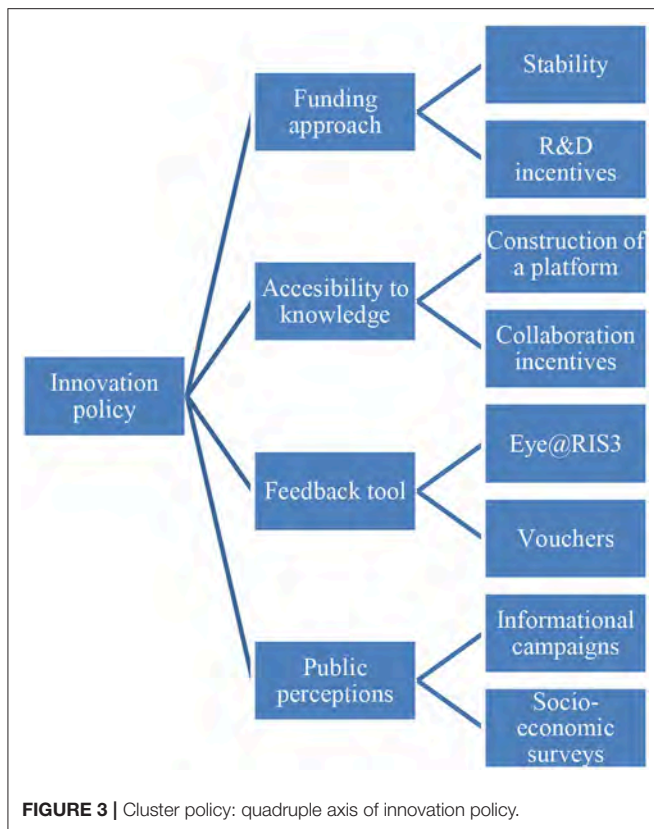 Funding
approach
Stability
R&D
incentives
Accesibility to
knowledge
Construction of
a platform
Collaboration
incentives
Innovation
policy
Feedback tool
Eye@RIS3
Vouchers
Public
perceptions
Informational
campaigns
Socio-
economic
surveys
FIGURE 3 | Cluster policy: quadruple axis of innovation policy.